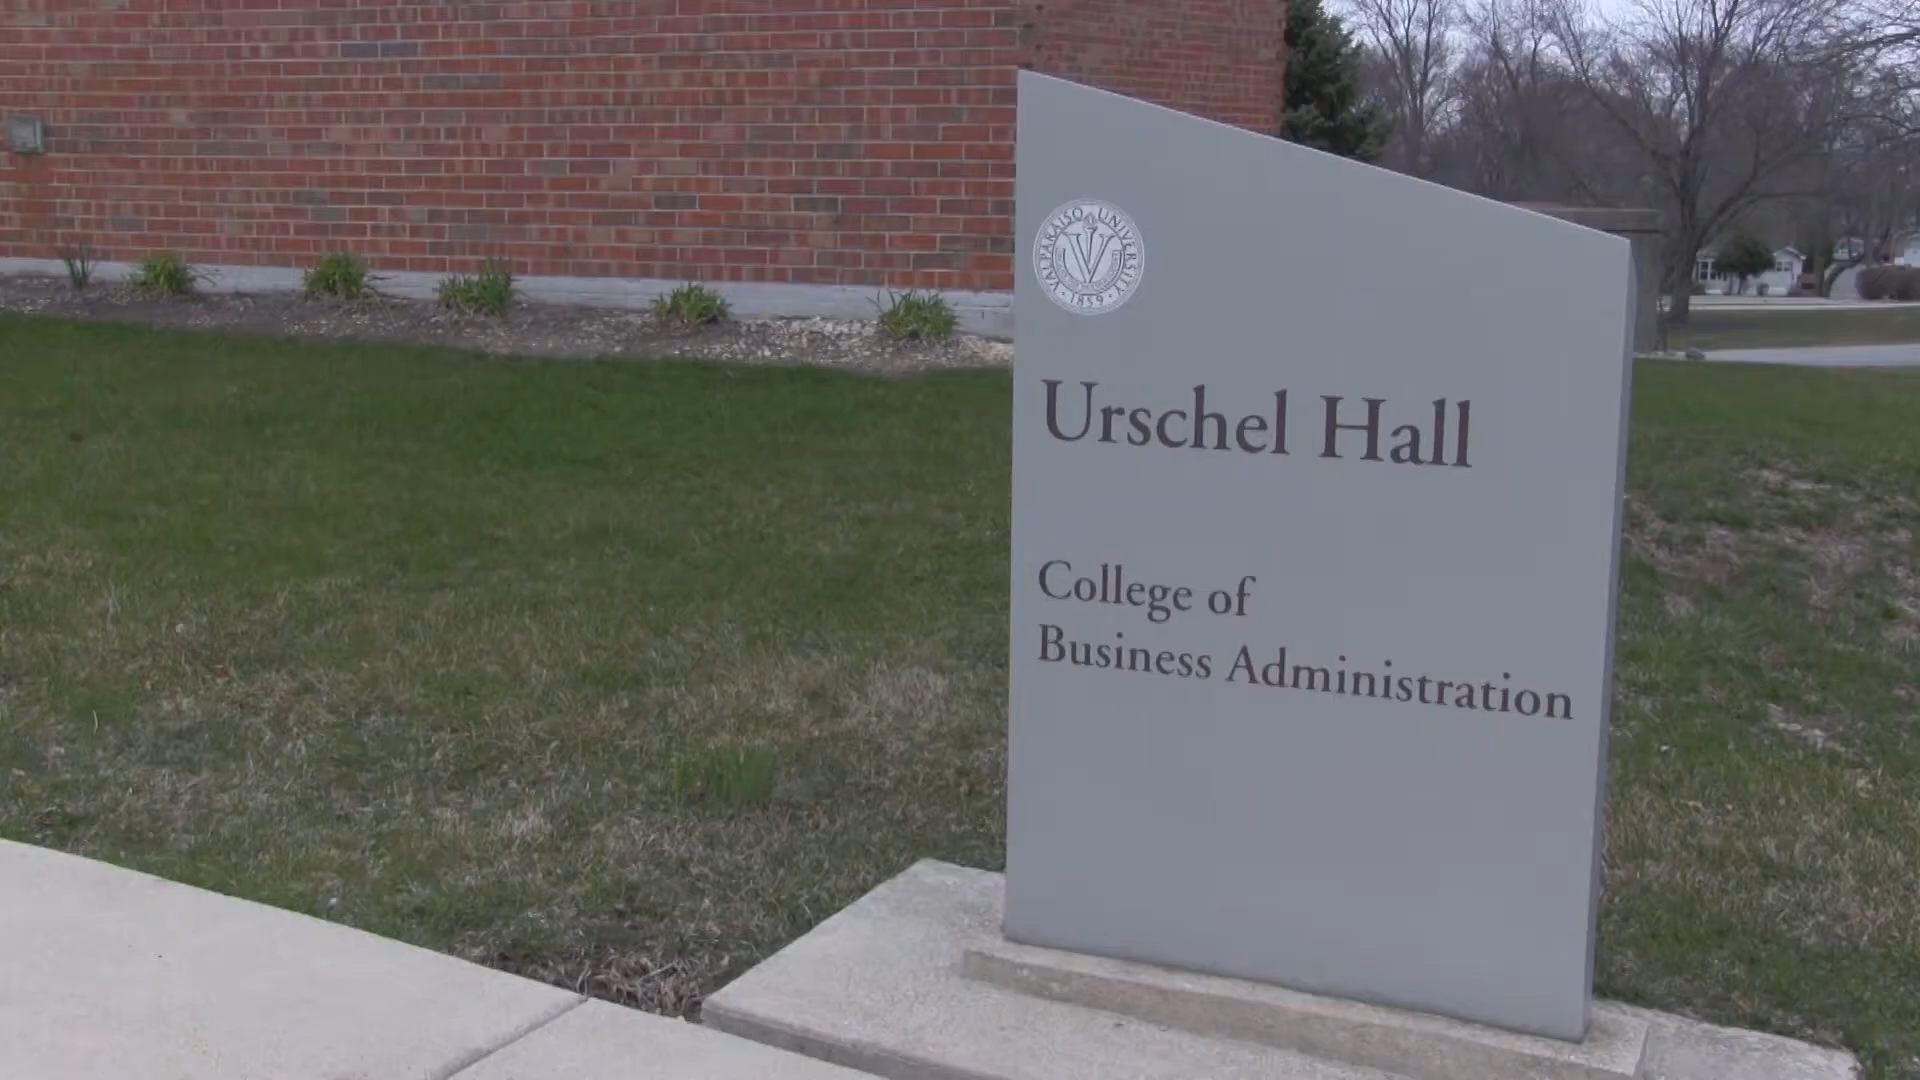 VALPARAISO UNIVERSITY
· 1859 ·
Urschel Hall
College of
Business Administration